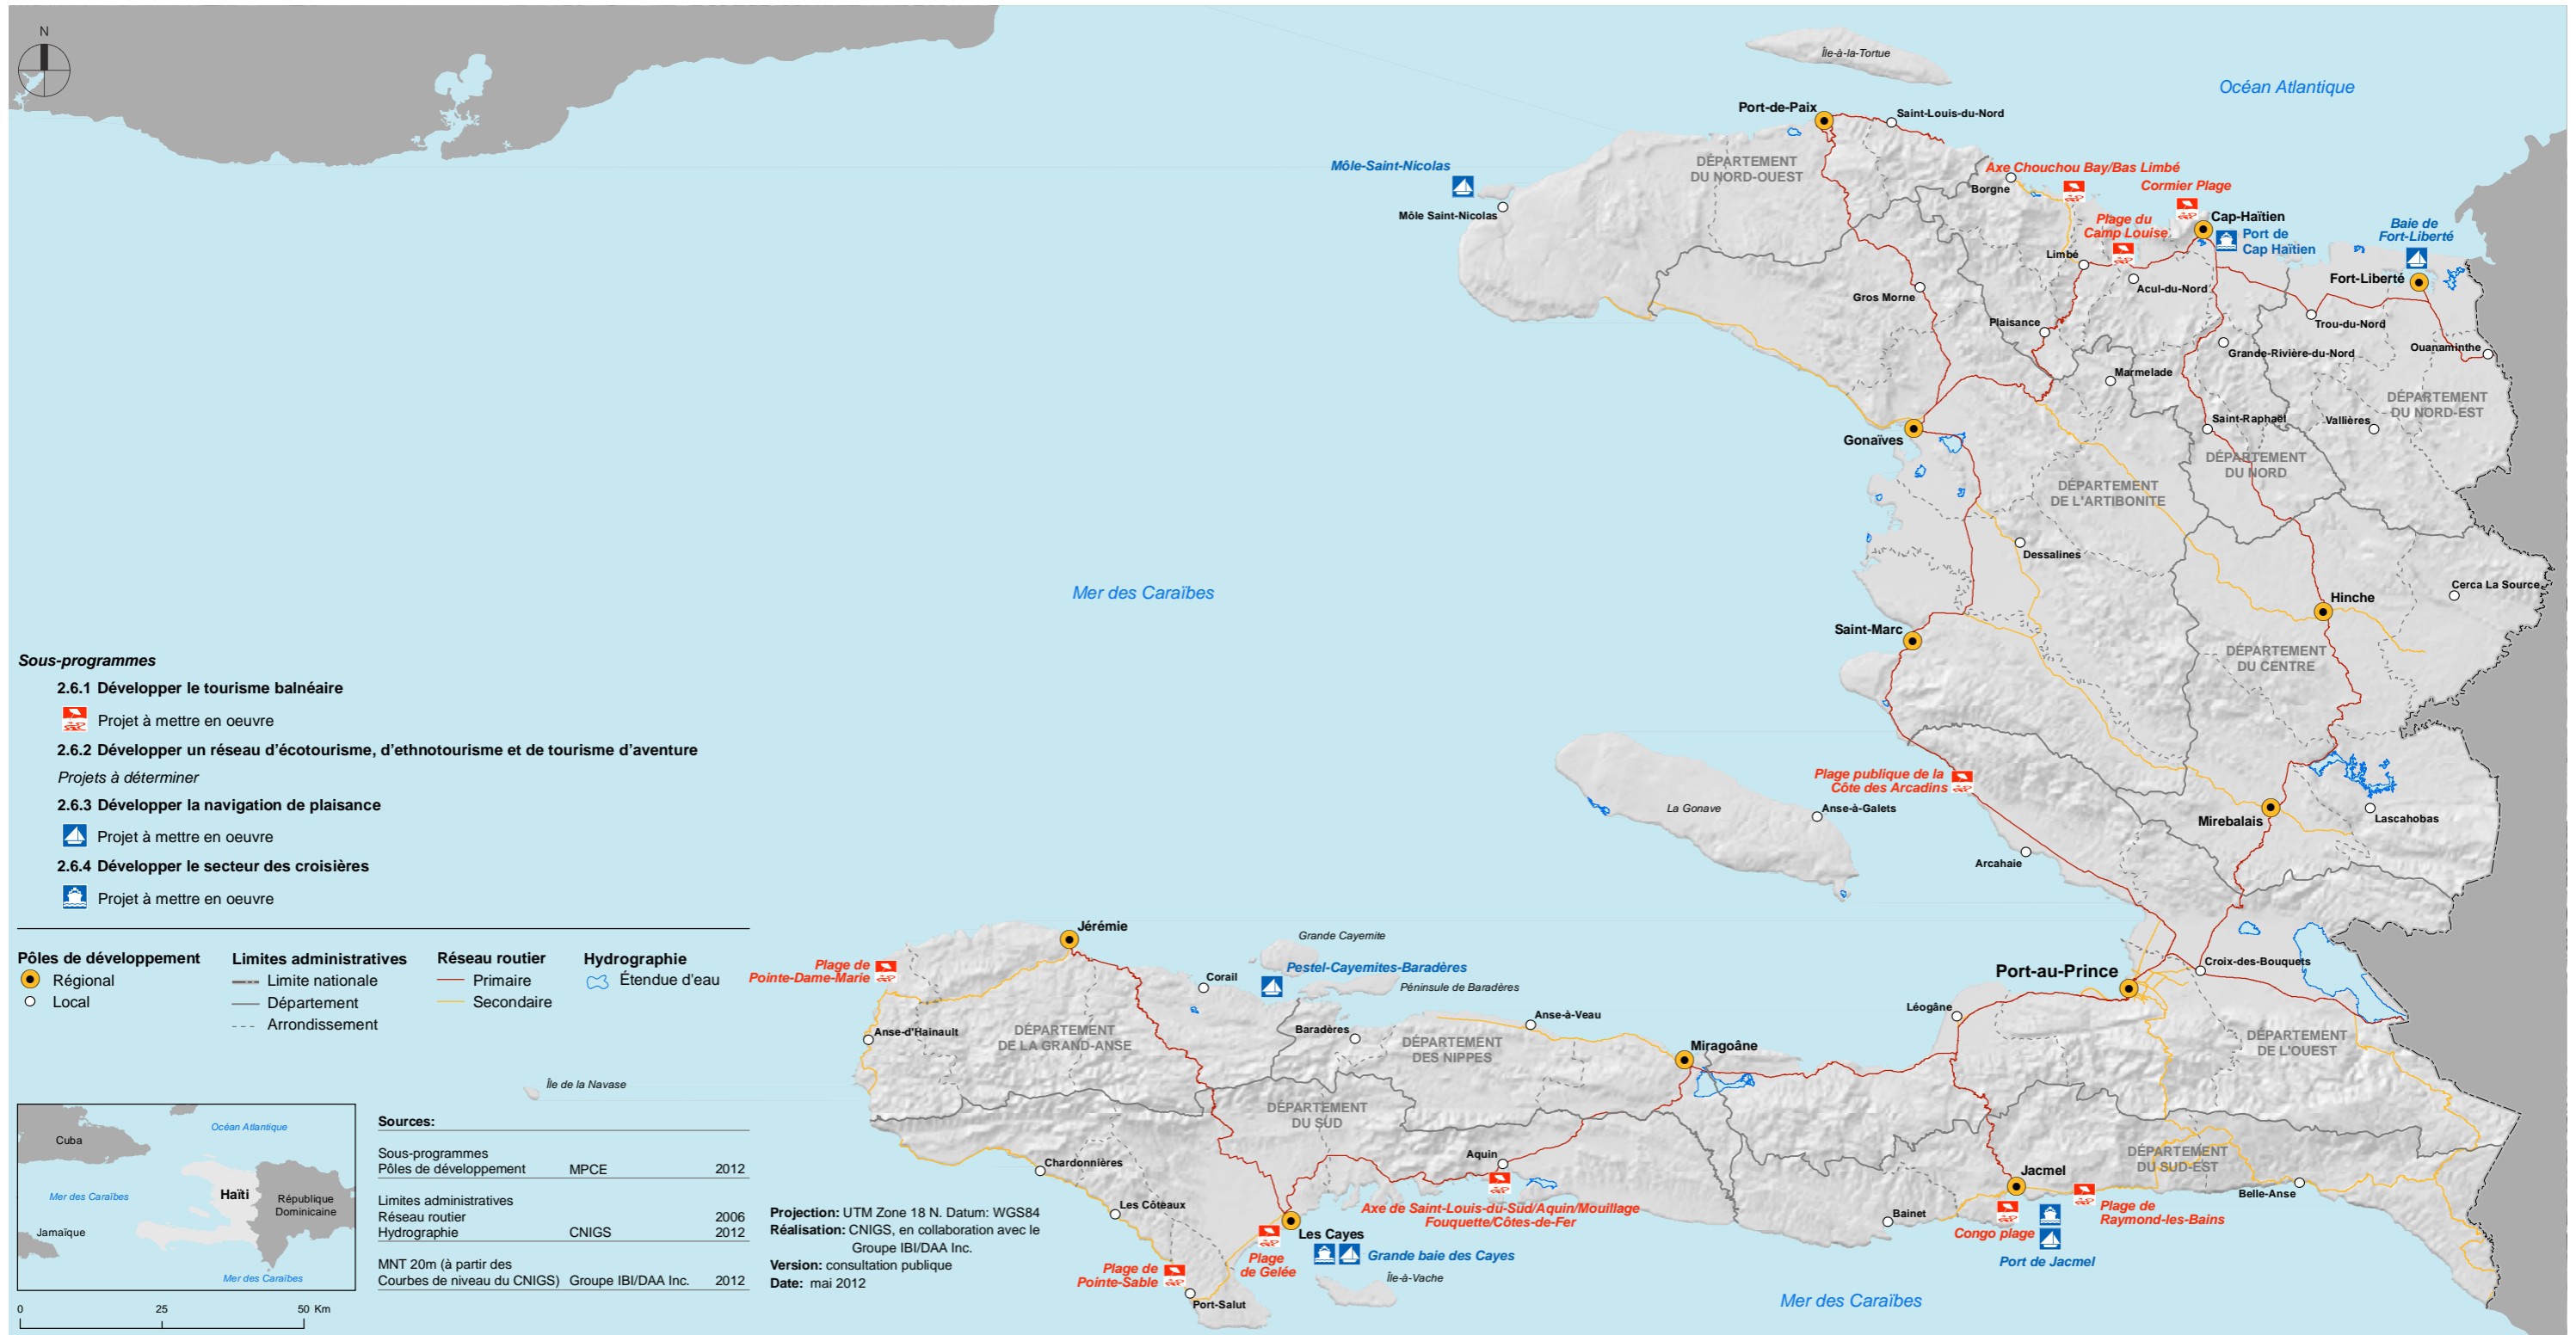 N
Île-à-la-Tortue
Océan Atlantique
Port-de-Paix
Saint-Louis-du-Nord
DÉPARTEMENT
DU NORD-OUEST
Môle-Saint-Nicolas
Môle Saint-Nicolas
Axe Chouchou Bay/Bas Limbé
Borgne
Cormier Plage
Plage du
Camp Louise
Cap-Haïtien
Port de
Cap Haïtien
Baie de
Fort-Liberté
Fort-Liberté
Limbé
Acul-du-Nord
Gros Morne
Plaisance
Trou-du-Nord
Grande-Rivière-du-Nord
Ouanaminthe
Marmelade
DÉPARTEMENT
DU NORD-EST
Saint-Raphaël
Vallières
Gonaïves
DÉPARTEMENT
DU NORD
DÉPARTEMENT
DE L'ARTIBONITE
Dessalines
Mer des Caraïbes
Cerca La Source
Hinche
Saint-Marc
DÉPARTEMENT
DU CENTRE
Plage publique de la
Côte des Arcadins
La Gonave
Anse-à-Galets
Arcahaie
Mirebalais
Lascahobas
Sous-programmes
2.6.1 Développer le tourisme balnéaire
Projet à mettre en oeuvre
2.6.2 Développer un réseau d'écotourisme, d'ethnotourisme et de tourisme d'aventure
Projets à déterminer
2.6.3 Développer la navigation de plaisance
Projet à mettre en oeuvre
2.6.4 Développer le secteur des croisières
Projet à mettre en oeuvre
Pôles de développement
Régional
Local
Limites administratives
Limite nationale
Département
Arrondissement
Réseau routier
Primaire
Secondaire
Hydrographie
Étendue d'eau
Jérémie
Plage de
Pointe-Dame-Marie
Corail
Grande Cayemite
Pestel-Cayemites-Baradères
Péninsule de Baradères
Anse-d'Hainault
DÉPARTEMENT
DE LA GRAND-ANSE
Baradères
Anse-à-Veau
DÉPARTEMENT
DES NIPPES
Miragoâne
Port-au-Prince
Croix-des-Bouquets
Léogâne
DÉPARTEMENT
DE L'OUEST
Île de la Navase
DÉPARTEMENT
DU SUD
Aquin
Chardonnières
Les Côteaux
Axe de Saint-Louis-du-Sud/Aquin/Mouillage
Fouquette/Côtes-de-Fer
Les Cayes
Grande baie des Cayes
Plage
de Gelée
Plage de
Pointe-Sable
Port-Salut
Île-à-Vache
DÉPARTEMENT
DU SUD-EST
Jacmel
Belle-Anse
Bainet
Congo plage
Plage de
Raymond-les-Bains
Port de Jacmel
Mer des Caraïbes
Cuba
Océan Atlantique
Mer des Caraïbes
Haïti
République
Dominicaine
Jamaïque
Mer des Caraïbes
0 25 50 Km
Sources:
Sous-programmes
Pôles de développement MPCE 2012
Limites administratives
Réseau routier 2006
Hydrographie CNIGS 2012
MNT 20m (à partir des
Courbes de niveau du CNIGS) Groupe IBI/DAA Inc. 2012
Projection: UTM Zone 18 N. Datum: WGS84
Réalisation: CNIGS, en collaboration avec le
Groupe IBI/DAA Inc.
Version: consultation publique
Date: mai 2012